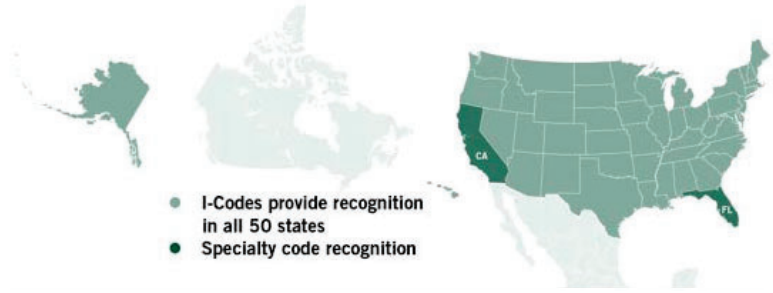 CA
FL
I-Codes provide recognition
in all 50 states
Specialty code recognition